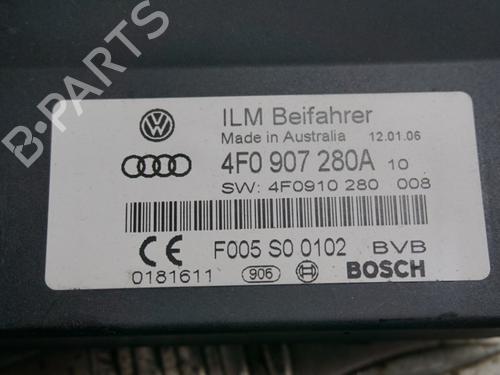 B-PARTS
ILM Beifahrer
Made in Australia 12.01.06
4F0 907 280A 10
SW: 4F0910 280 008
F005 S0 0102 BVB
0181611 906 BOSCH